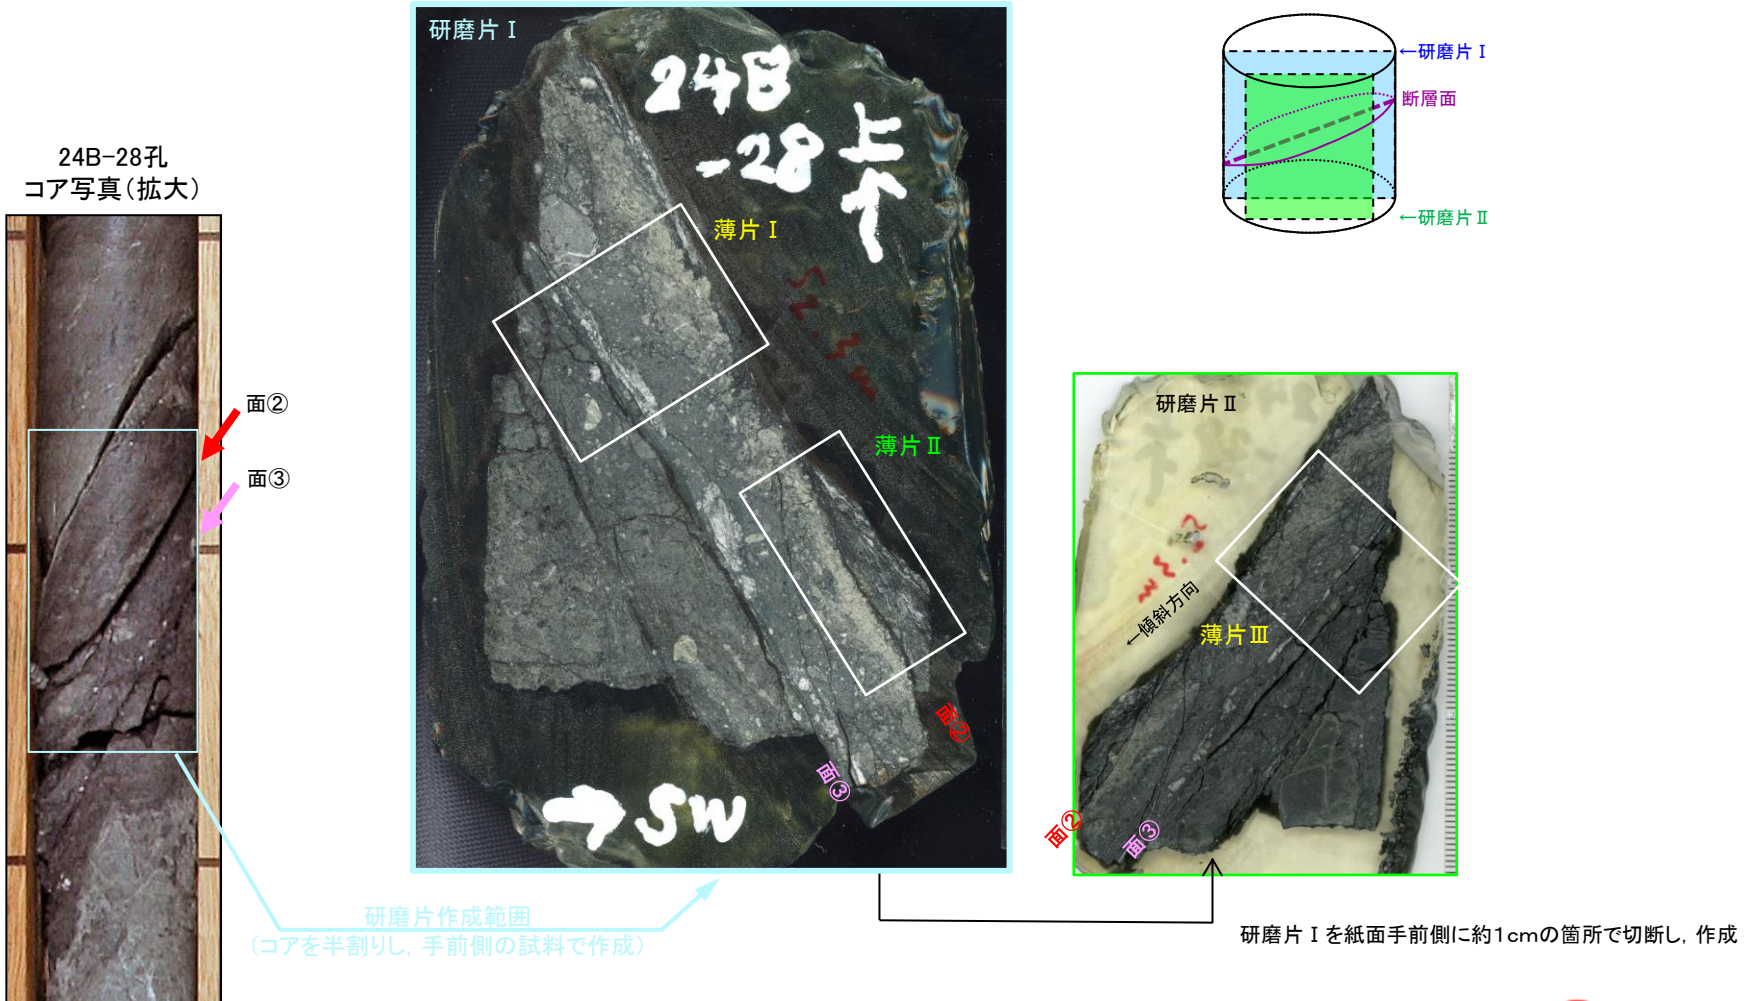 24B-28孔
コア写真（拡大）
面②
面③
研磨片Ⅰ
24B
-28
上
↑
52.3m
薄片Ⅰ
薄片Ⅱ
面②
面③
→SW
研磨片作成範囲
（コアを半割りし，手前側の試料で作成）
←研磨片Ⅰ
断層面
←研磨片Ⅱ
研磨片Ⅱ
←傾斜方向
薄片Ⅲ
面②
面③
研磨片Ⅰを紙面手前側に約1cmの箇所で切断し，作成